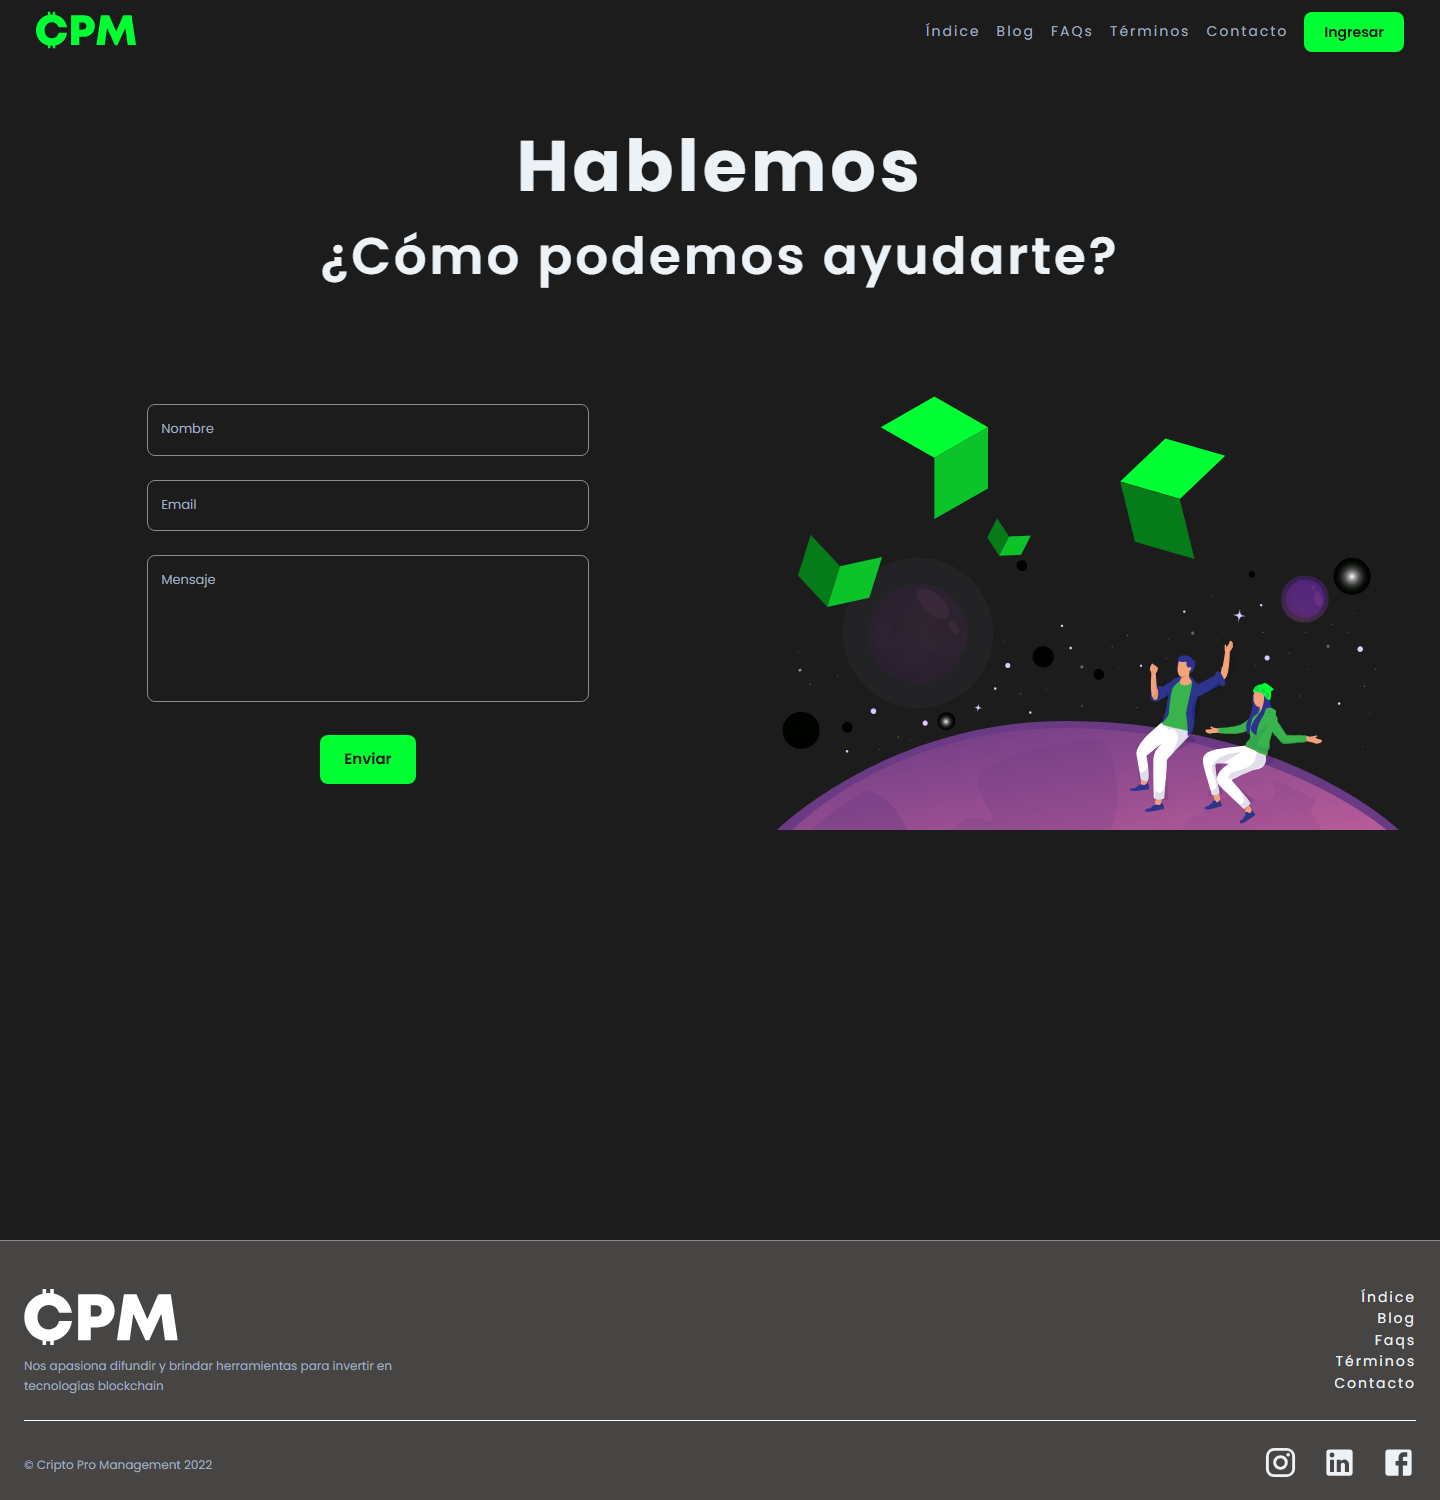 CPM
Índice Blog FAQs Términos Contacto Ingresar
Hablemos
¿Cómo podemos ayudarte?
Nombre
Email
Mensaje
Enviar
CPM
Nos apasiona difundir y brindar herramientas para invertir en
tecnologías blockchain
Índice
Blog
Faqs
Términos
Contacto
© Cripto Pro Management 2022